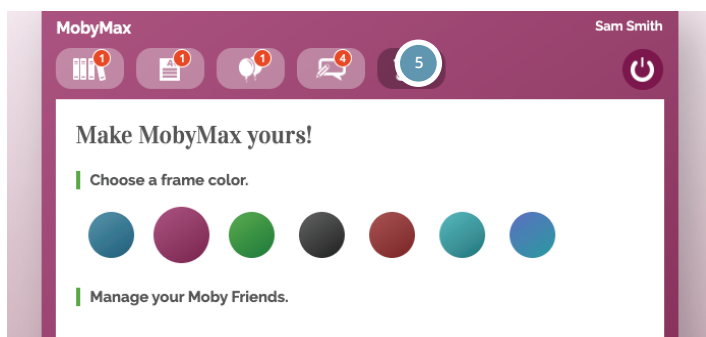 MobyMax
Sam Smith
1
A
1
1
4
5
Make MobyMax yours!
Choose a frame color.
Manage your Moby Friends.